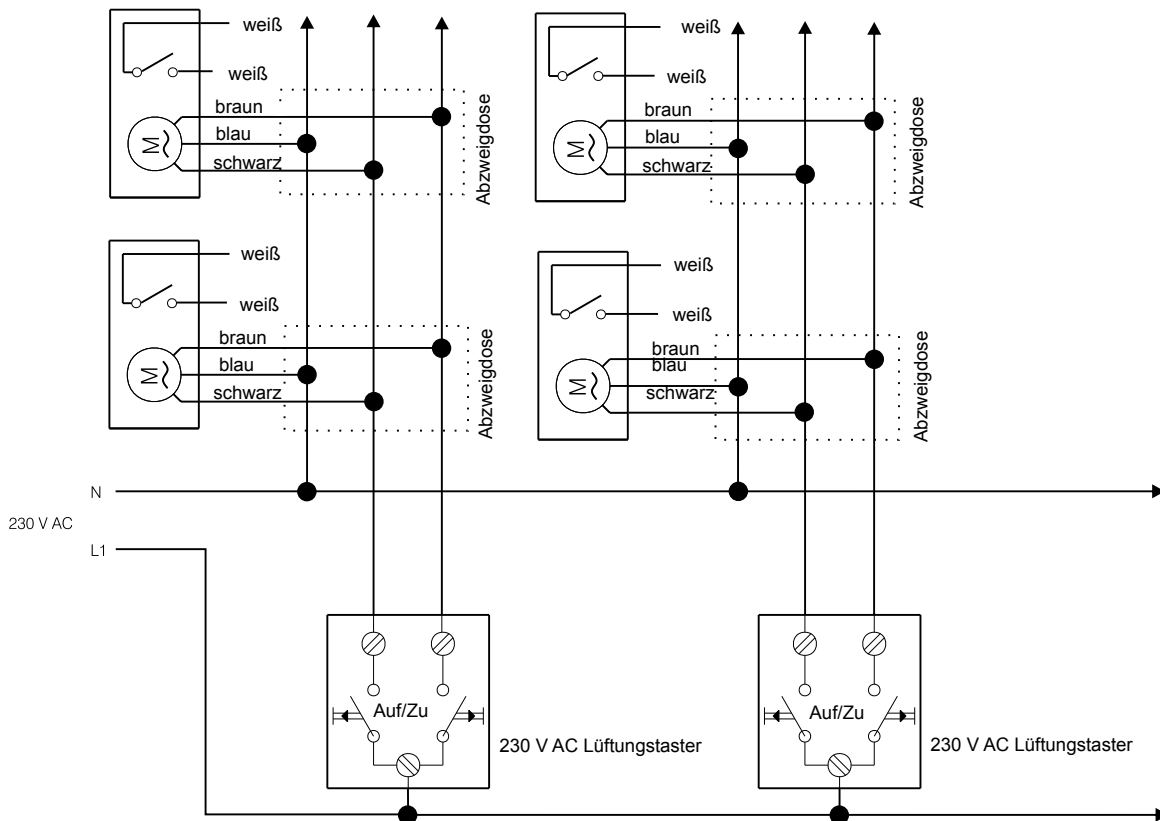 weiß
weiß
braun
blau
schwarz
M
Abzweigdose
weiß
weiß
braun
blau
schwarz
M
Abzweigdose
weiß
weiß
braun
blau
schwarz
M
Abzweigdose
weiß
weiß
braun
blau
schwarz
M
Abzweigdose
N
230 V AC
L1
Auf/Zu
230 V AC Lüftungstaster
Auf/Zu
230 V AC Lüftungstaster